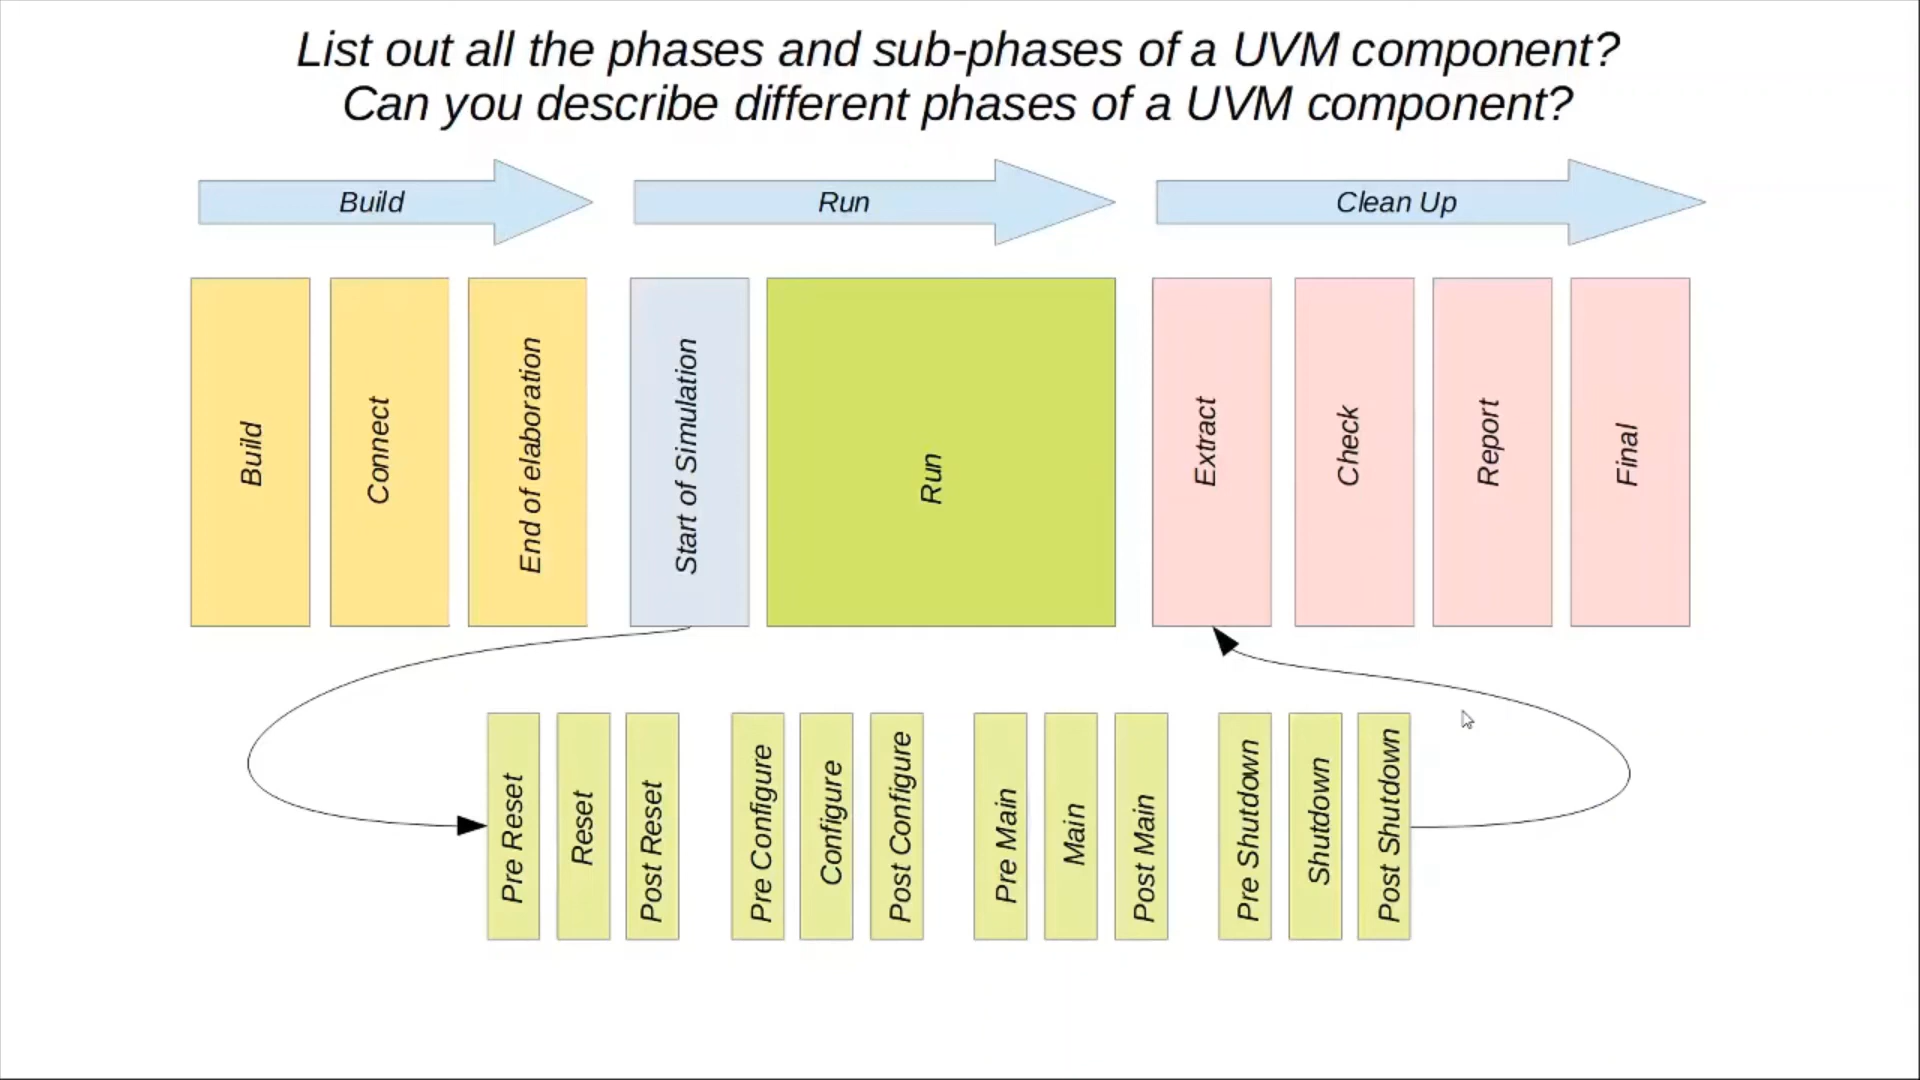 List out all the phases and sub-phases of a UVM component?
Can you describe different phases of a UVM component?
Build
Run
Clean Up
Build
Connect
End of elaboration
Start of Simulation
Run
Extract
Check
Report
Final
Pre Reset
Reset
Post Reset
Pre Configure
Configure
Post Configure
Pre Main
Main
Post Main
Pre Shutdown
Shutdown
Post Shutdown